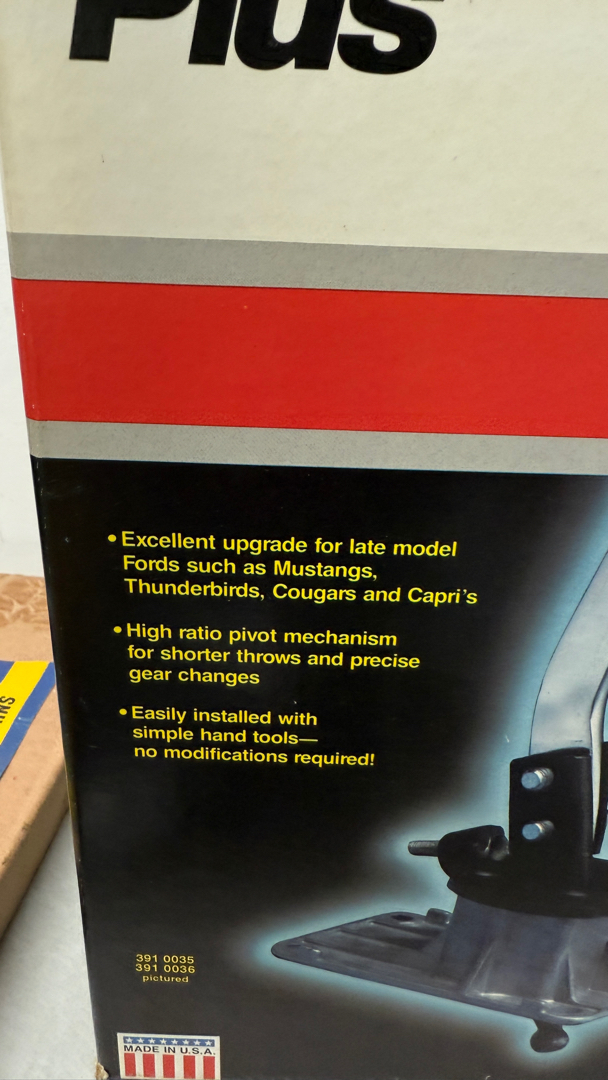 Plus
• Excellent upgrade for late model
Fords such as Mustangs,
Thunderbirds, Cougars and Capri's
• High ratio pivot mechanism
for shorter throws and precise
gear changes
• Easily installed with
simple hand tools—
no modifications required!
391 0035
391 0036
pictured
MADE IN U.S.A.